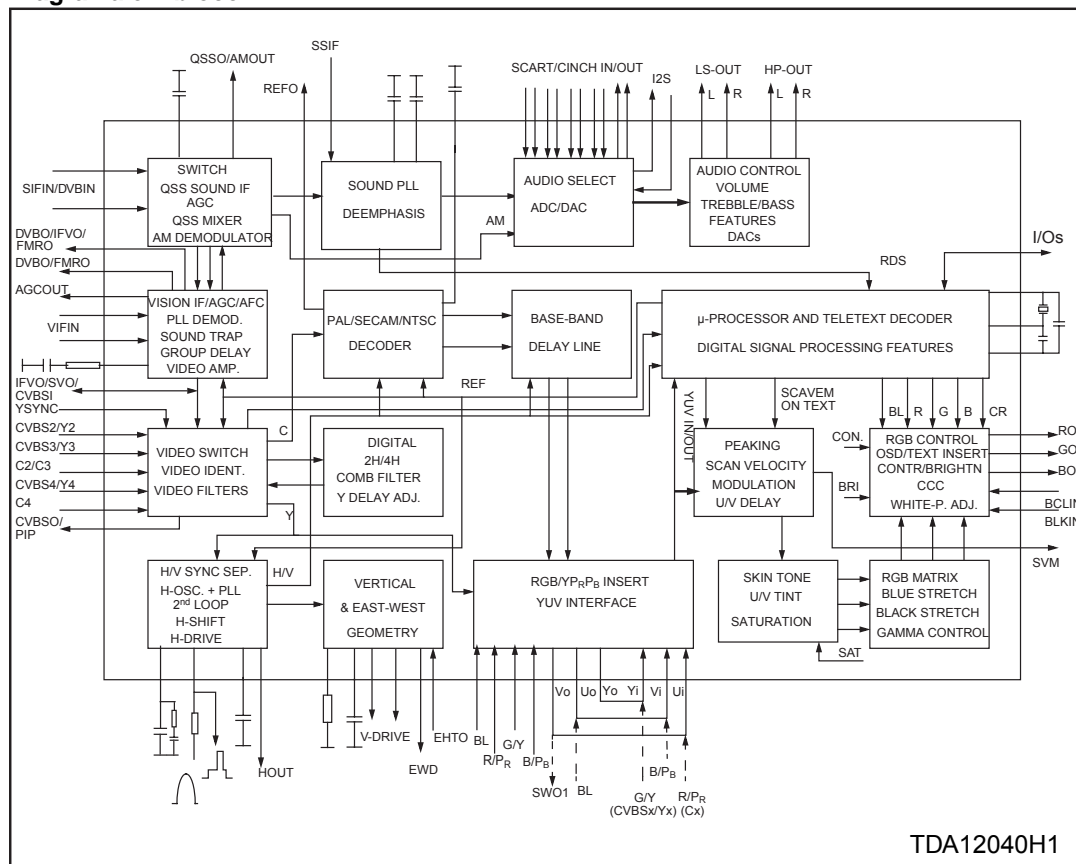 QSSO/AMOUT
SSIF
REFO
SCART/CINCH IN/OUT
I2S
LS-OUT
HP-OUT
L
R
L
R
SIFIN/DVBIN
SWITCH
QSS SOUND IF
AGC
QSS MIXER
AM DEMODULATOR
SOUND PLL
DEEMPHASIS
AM
AUDIO SELECT
ADC/DAC
AUDIO CONTROL
VOLUME
TREBBLE/BASS
FEATURES
DACs
DVBO/IFVO/
FMRO
DVBO/FMRO
AGCOUT
VIFIN
RDS
I/Os
VISION IF/AGC/AFC
PLL DEMOD.
SOUND TRAP
GROUP DELAY
VIDEO AMP.
PAL/SECAM/NTSC
DECODER
BASE-BAND
DELAY LINE
µ-PROCESSOR AND TELETEXT DECODER
DIGITAL SIGNAL PROCESSING FEATURES
IFVO/SVO/
CVBSI
YSYNC
CVBS2/Y2
CVBS3/Y3
C2/C3
CVBS4/Y4
C4
CVBSO/
PIP
REF
C
Y
VIDEO SWITCH
VIDEO IDENT.
VIDEO FILTERS
DIGITAL
2H/4H
COMB FILTER
Y DELAY ADJ.
YUV IN/OUT
SCAVEM
ON TEXT
BL
R
G
B
CR
CON.
BRI
PEAKING
SCAN VELOCITY
MODULATION
U/V DELAY
RGB CONTROL
OSD/TEXT INSERT
CONTR/BRIGHTN
CCC
WHITE-P. ADJ.
RO
GO
BO
BCLIN
BLKIN
SVM
H/V SYNC SEP.
H-OSC. + PLL
2nd LOOP
H-SHIFT
H-DRIVE
H/V
VERTICAL
& EAST-WEST
GEOMETRY
RGB/YPRPB INSERT
YUV INTERFACE
SKIN TONE
U/V TINT
SATURATION
RGB MATRIX
BLUE STRETCH
BLACK STRETCH
GAMMA CONTROL
SAT
Vo
Uo
Yo
Yi
Vi
Ui
HOUT
V-DRIVE
EWD
EHTO
BL
R/PR
G/Y
B/PB
SWO1
BL
G/Y
(CVBSx/Yx)
B/PB
R/PR
(Cx)
TDA12040H1